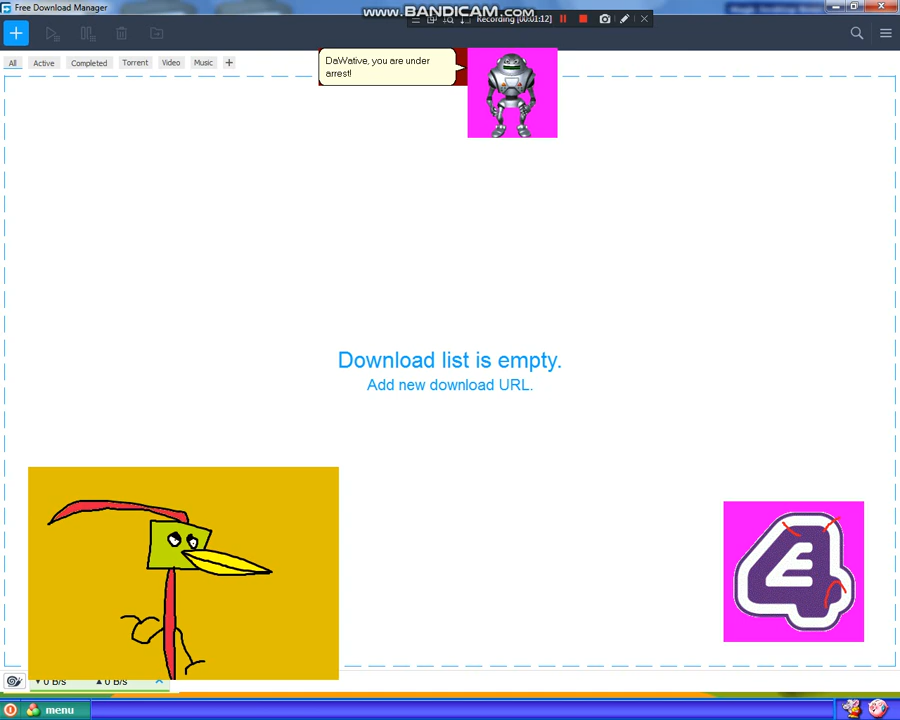 Free Download Manager
www.BANDICAM.com
Recording [00:01:12]
All Active Completed Torrent Video Music +
DaWative, you are under
arrest!
Download list is empty.
Add new download URL.
4
E
0 B/s 0 B/s
menu